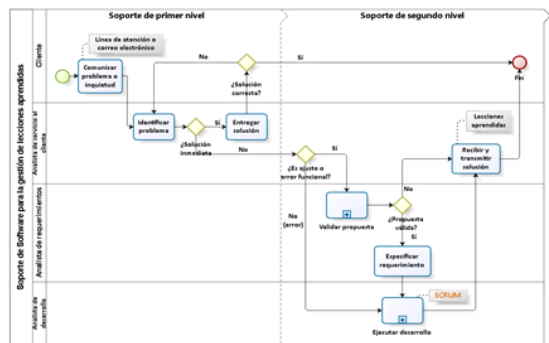 Soporte de primer nivel
Soporte de segundo nivel
Soporte de Software para la gestión de lecciones aprendidas
Cliente
Línea de atención o
correo electrónico
Comunicar
problema o
inquietud
No
Sí
¿Solución
correcta?
Fin
Analista de servicio al
cliente
Identificar
problema
¿Solución
inmediata
Sí
Entregar
solución
No
¿Es ajuste o
error funcional?
Sí
Lecciones
aprendidas
Recibir y
transmitir
solución
Analista de requerimientos
No
(error)
Validar propuesta
No
¿Propuesta
válida?
Sí
Especificar
requerimiento
Analista de
desarrollo
SCRUM
Ejecutar desarrollo